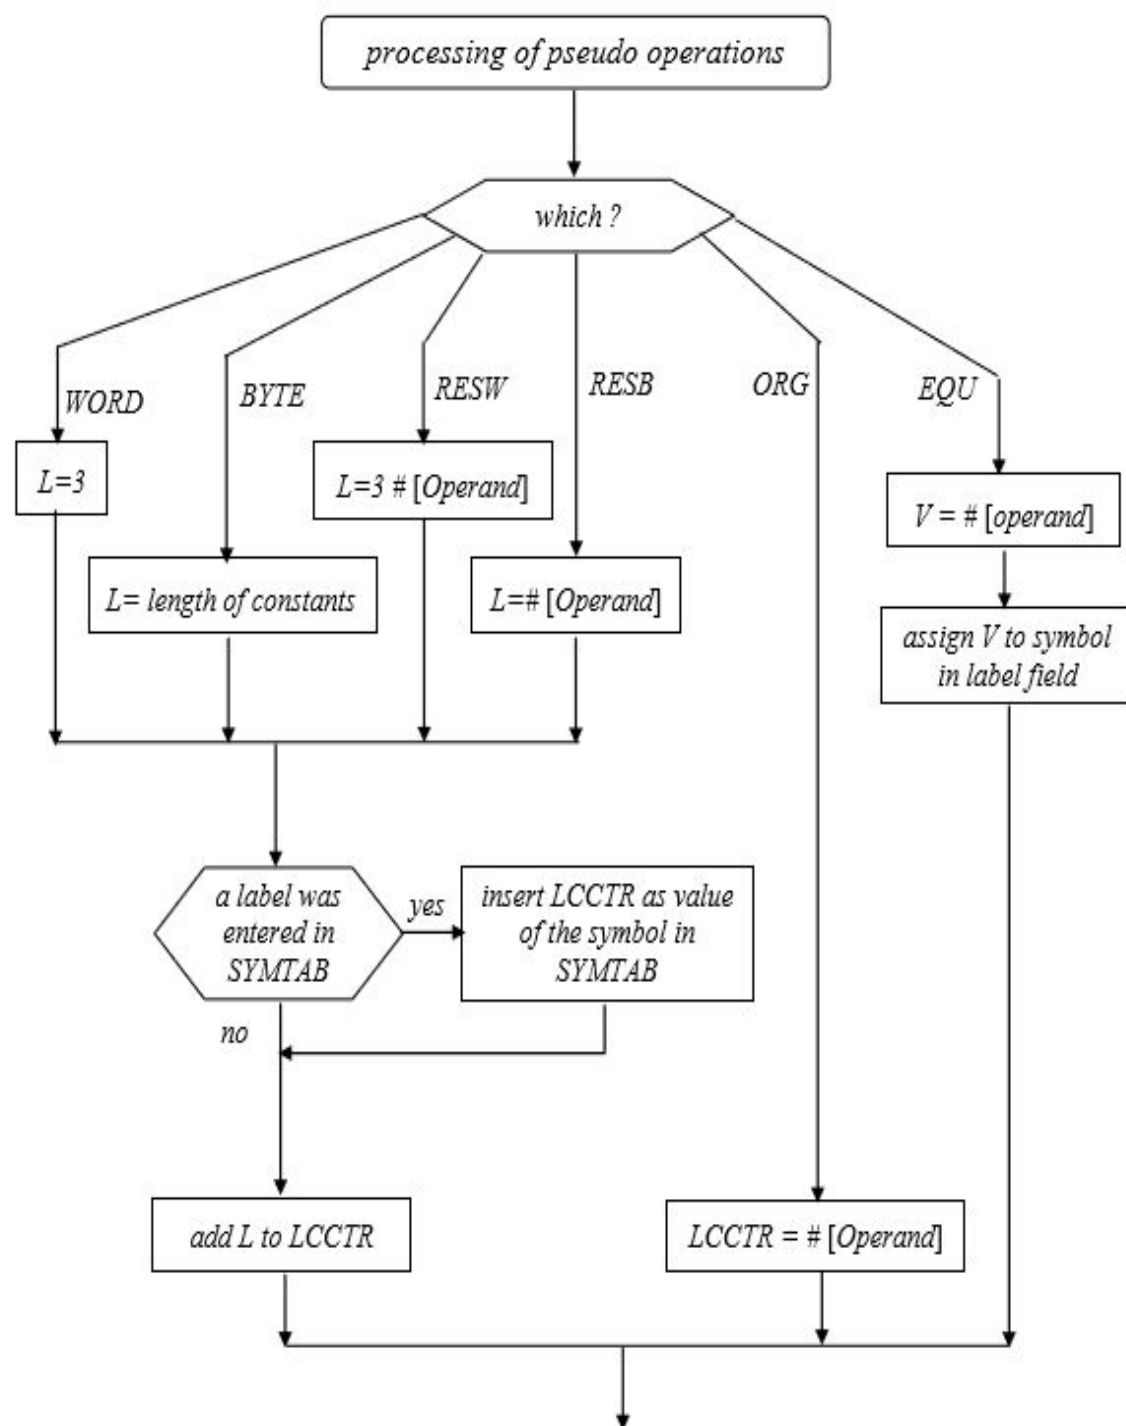 processing of pseudo operations
which ?
WORD
BYTE
RESW
RESB
ORG
EQU
L=3
L=3 # [Operand]
V = # [operand]
L= length of constants
L=# [Operand]
assign V to symbol
in label field
a label was
entered in
SYMTAB
yes
insert LCCTR as value
of the symbol in
SYMTAB
no
add L to LCCTR
LCCTR = # [Operand]